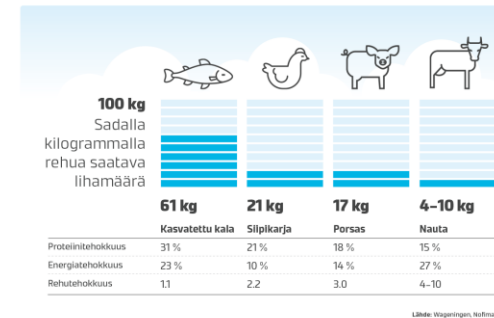 100 kg
Sadalla
kilogrammalla
rehua saatava
lihamäärä
61 kg 21 kg 17 kg 4–10 kg
Kasvatettu kala Siipikarja Porsas Nauta
Proteiinitehokkuus 31 % 21 % 18 % 15 %
Energiatehokkuus 23 % 10 % 14 % 27 %
Rehutehokkuus 1.1 2.2 3.0 4–10
Lähde: Wageningen, Nofima